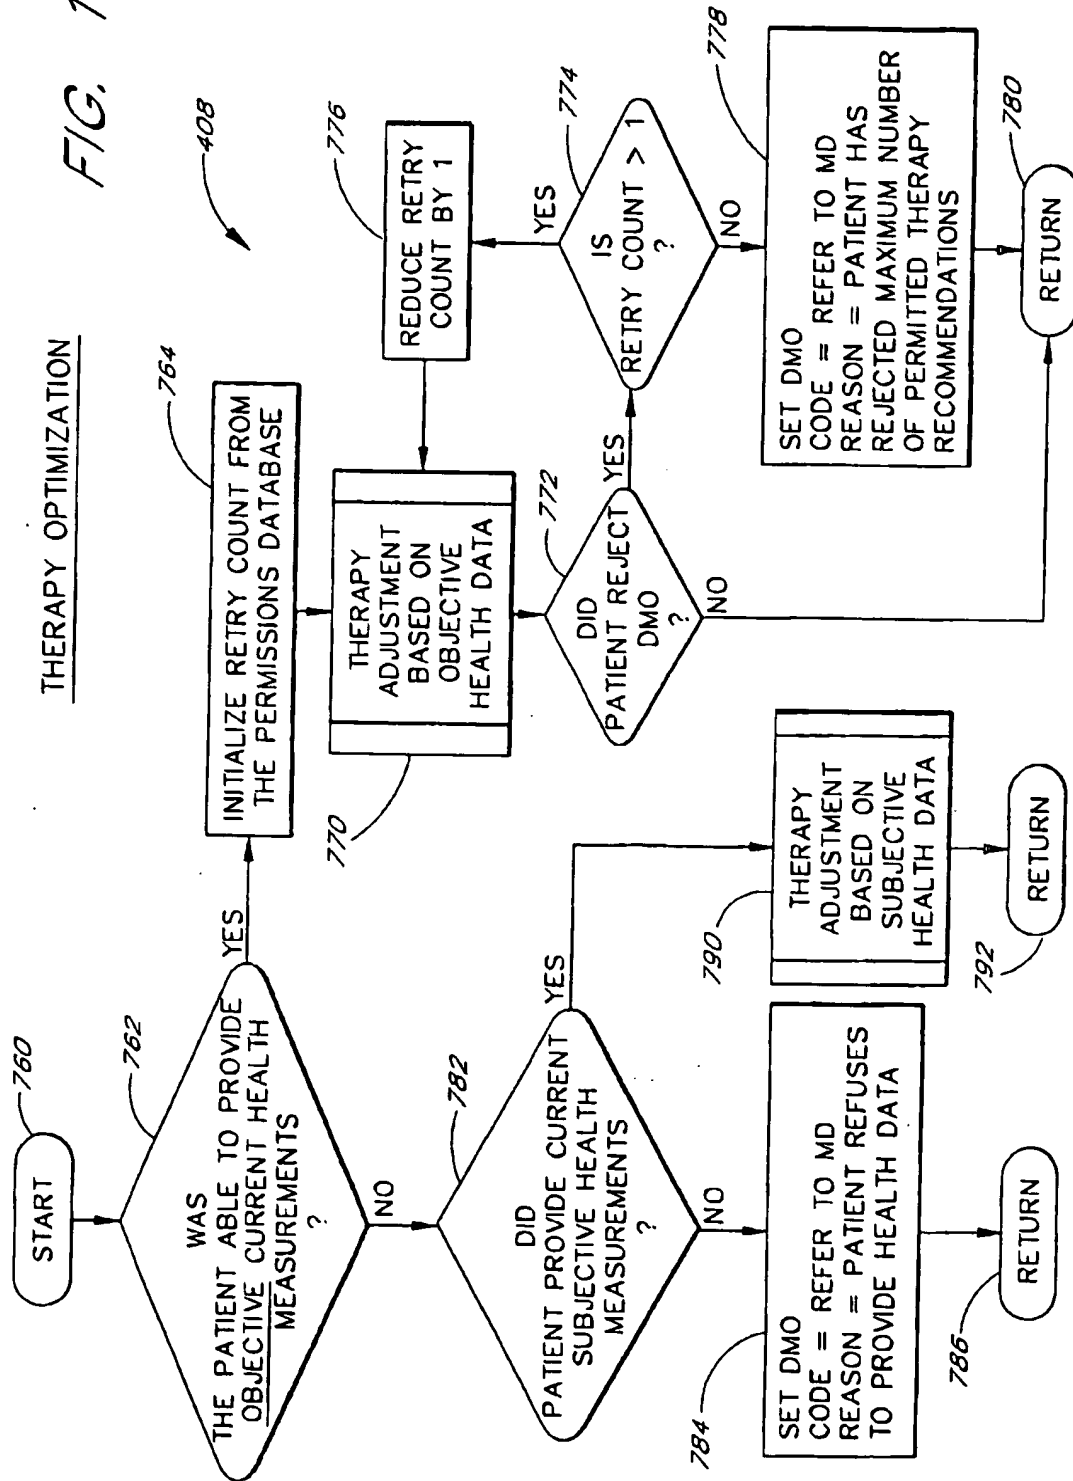 THERAPY OPTIMIZATION
FIG. 1
408
760
START
762
WAS
THE PATIENT ABLE TO PROVIDE
OBJECTIVE CURRENT HEALTH
MEASUREMENTS
?
YES
NO
764
INITIALIZE RETRY COUNT FROM
THE PERMISSIONS DATABASE
770
THERAPY
ADJUSTMENT
BASED ON
OBJECTIVE
HEALTH DATA
776
REDUCE RETRY
COUNT BY 1
772
DID
PATIENT REJECT
DMO
?
YES
NO
774
IS
RETRY COUNT > 1
?
YES
NO
778
SET DMO
CODE = REFER TO MD
REASON = PATIENT HAS
REJECTED MAXIMUM NUMBER
OF PERMITTED THERAPY
RECOMMENDATIONS
780
RETURN
782
DID
PATIENT PROVIDE CURRENT
SUBJECTIVE HEALTH
MEASUREMENTS
?
YES
NO
784
SET DMO
CODE = REFER TO MD
REASON = PATIENT REFUSES
TO PROVIDE HEALTH DATA
786
RETURN
790
THERAPY
ADJUSTMENT
BASED ON
SUBJECTIVE
HEALTH DATA
792
RETURN